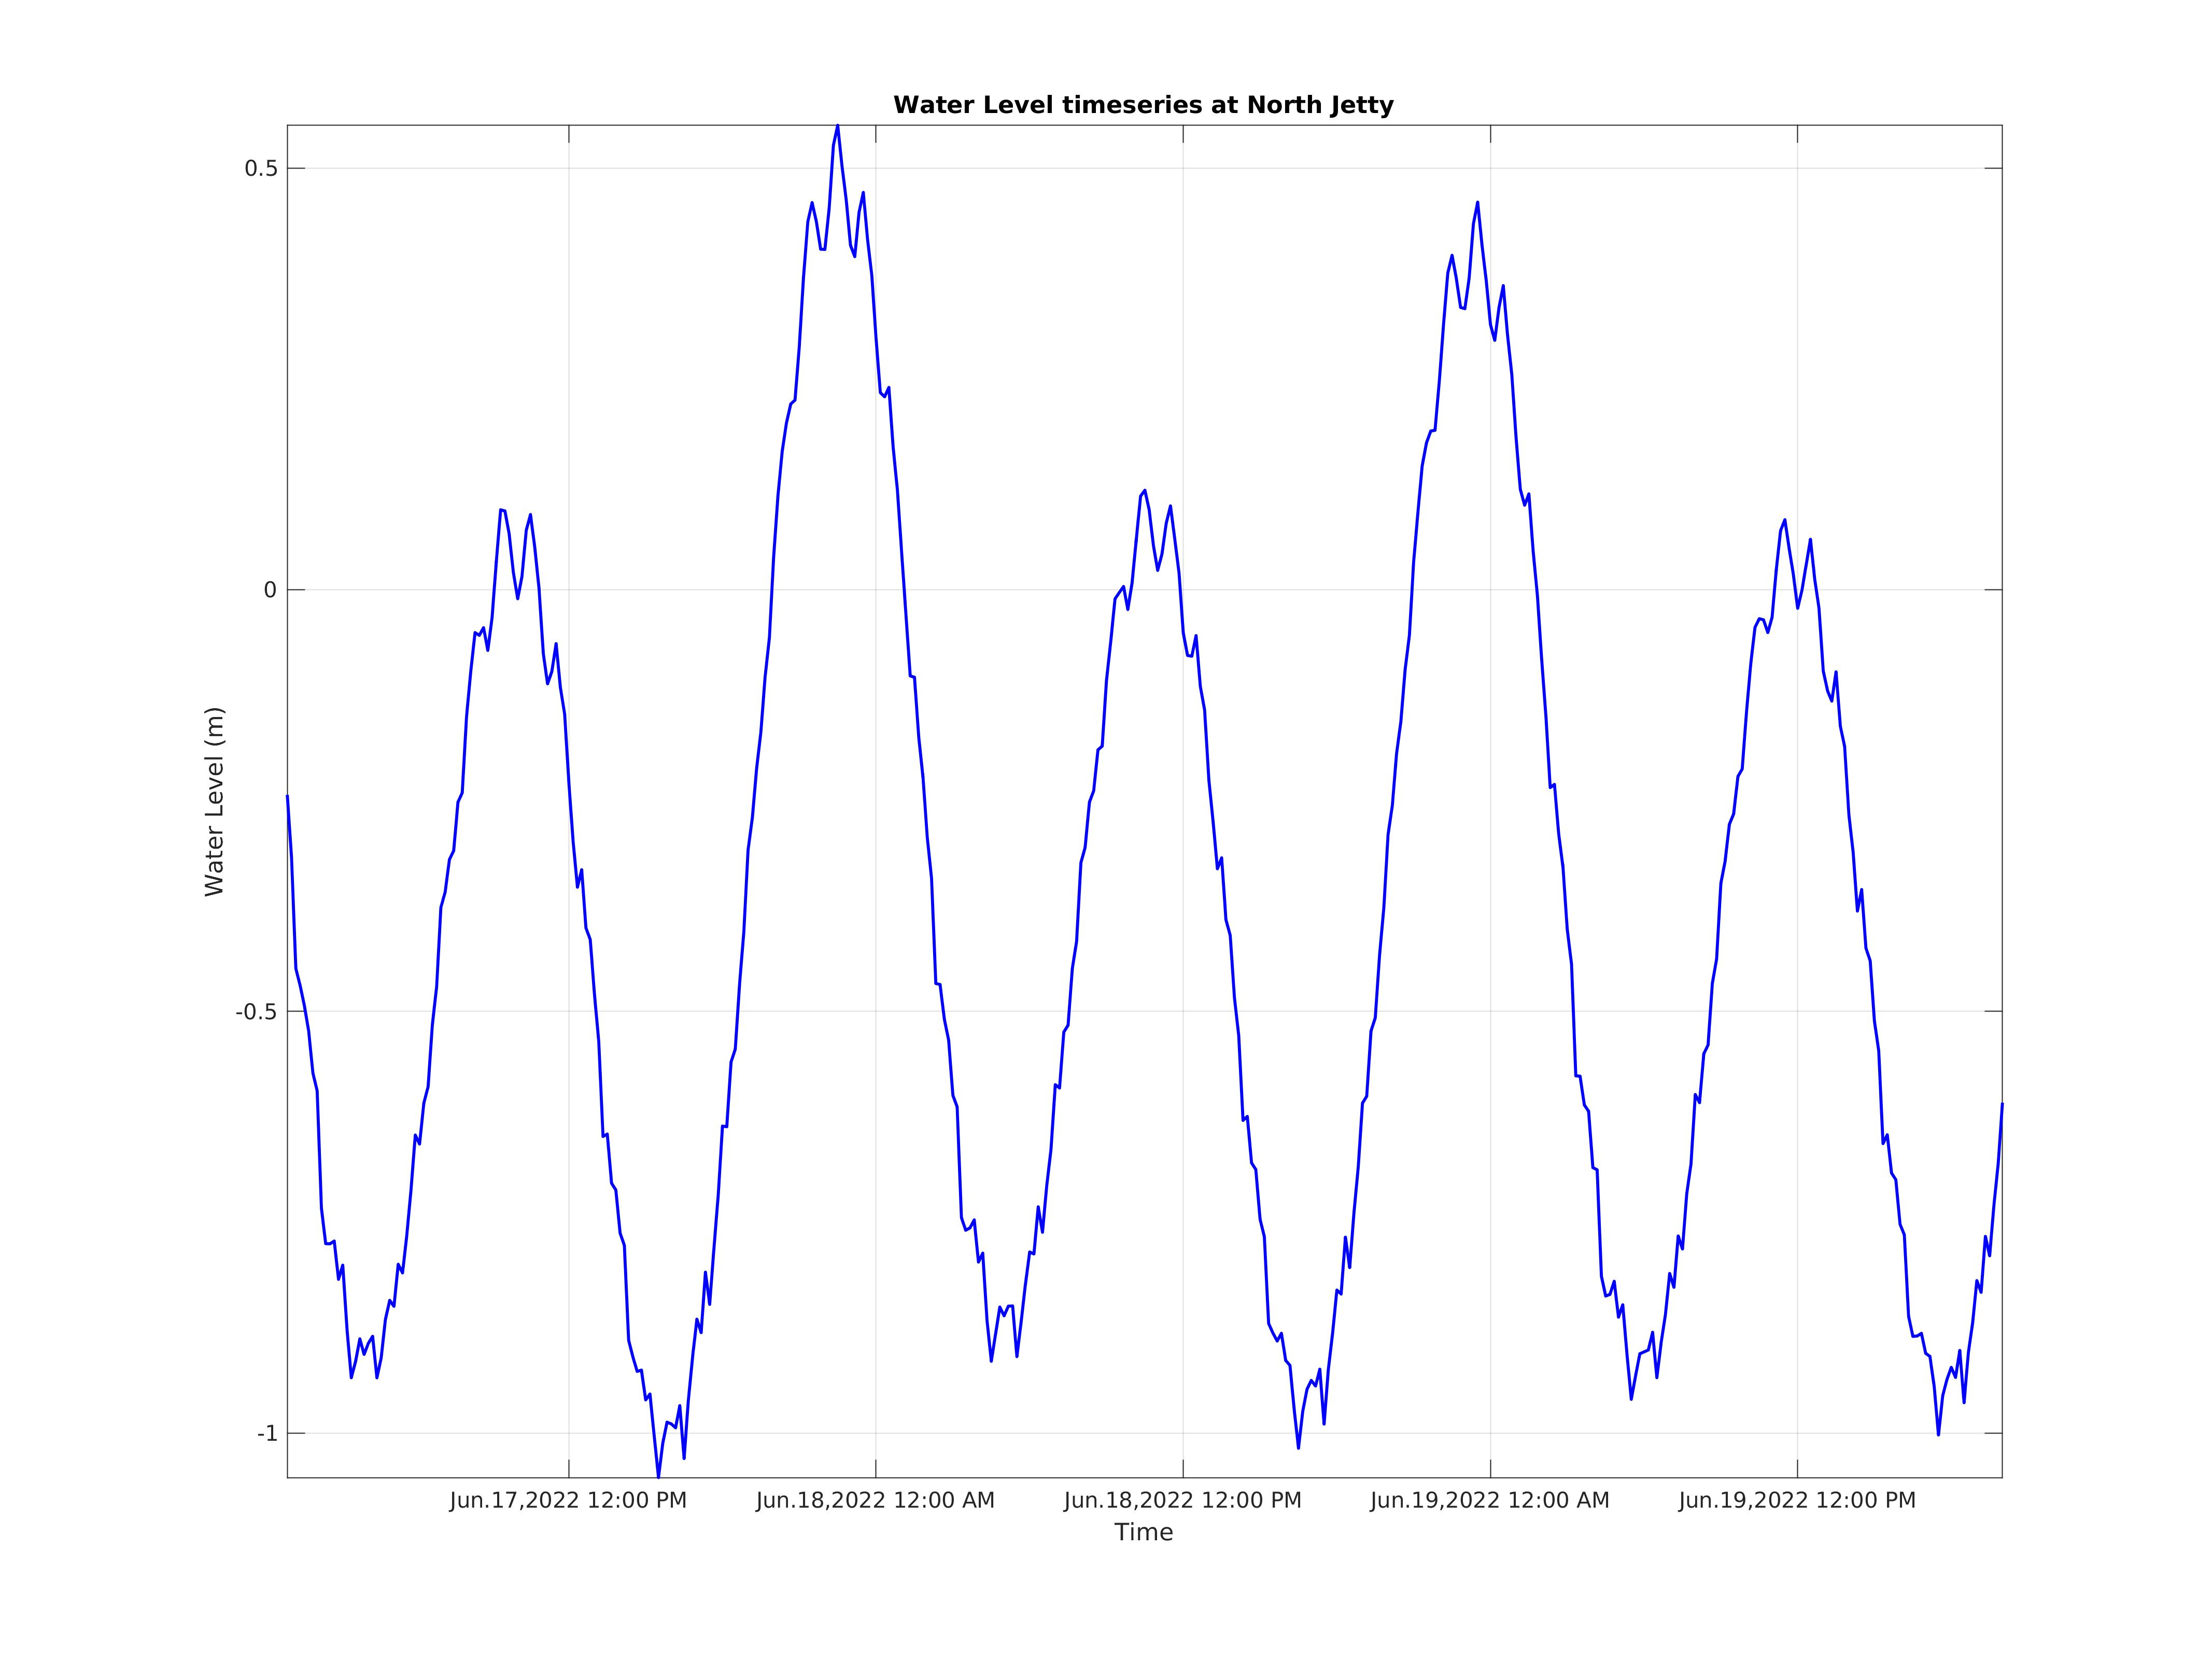 Water Level timeseries at North Jetty
0.5
0
-0.5
-1
Water Level (m)
Jun.17,2022 12:00 PM
Jun.18,2022 12:00 AM
Jun.18,2022 12:00 PM
Jun.19,2022 12:00 AM
Jun.19,2022 12:00 PM
Time